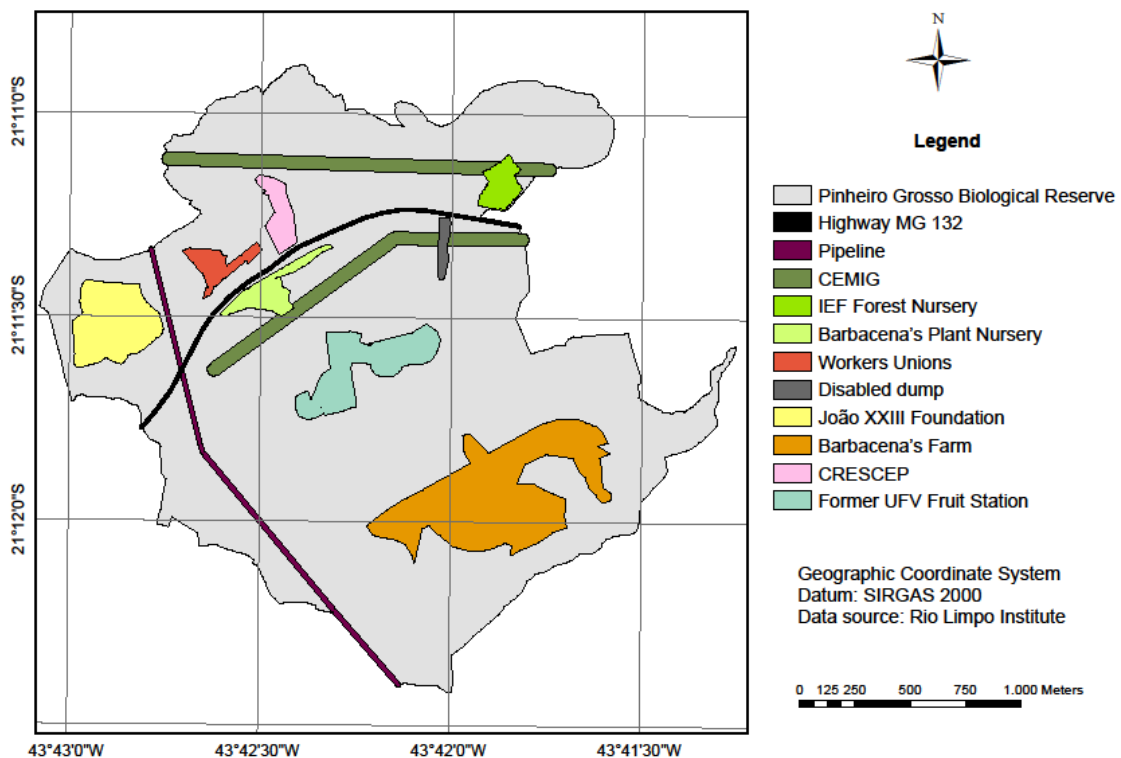 N
Legend
Pinheiro Grosso Biological Reserve
Highway MG 132
Pipeline
CEMIG
IEF Forest Nursery
Barbacena's Plant Nursery
Workers Unions
Disabled dump
João XXIII Foundation
Barbacena's Farm
CRESCEP
Former UFV Fruit Station
Geographic Coordinate System
Datum: SIRGAS 2000
Data source: Rio Limpo Institute
0 125 250 500 750 1.000 Meters
21°11'0"S
21°11'30"S
21°12'0"S
43°43'0"W 43°42'30"W 43°42'0"W 43°41'30"W